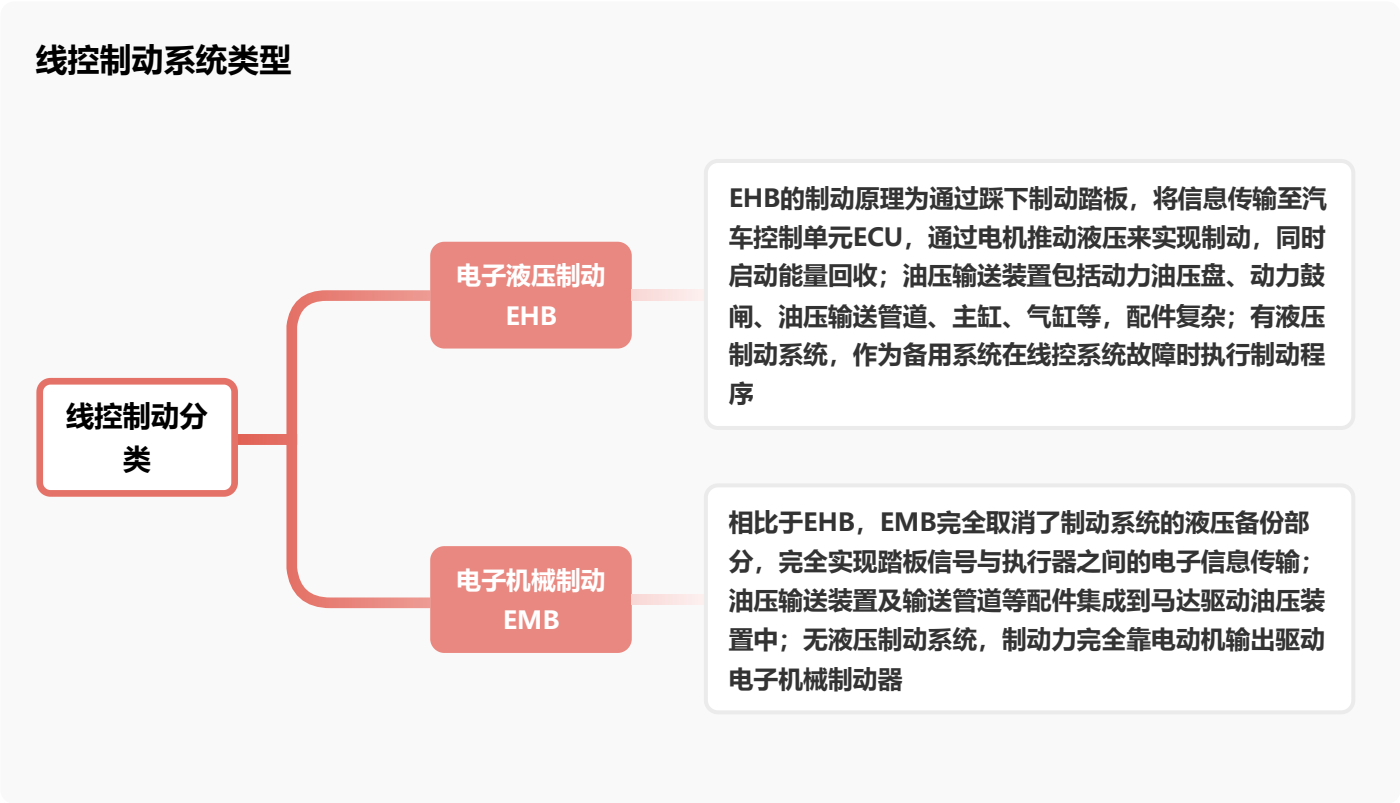 线控制动系统类型
线控制动分
类
电子液压制动
EHB
EHB的制动原理为通过踩下制动踏板，将信息传输至汽
车控制单元ECU，通过电机推动液压来实现制动，同时
启动能量回收；油压输送装置包括动力油压盘、动力鼓
闸、油压输送管道、主缸、气缸等，配件复杂；有液压
制动系统，作为备用系统在线控系统故障时执行制动程
序
电子机械制动
EMB
相比于EHB，EMB完全取消了制动系统的液压备份部
分，完全实现踏板信号与执行器之间的电子信息传输；
油压输送装置及输送管道等配件集成到马达驱动油压装
置中；无液压制动系统，制动力完全靠电动机输出驱动
电子机械制动器